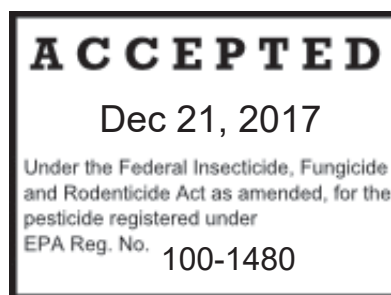 ACCEPTED
Dec 21, 2017
Under the Federal Insecticide, Fungicide
and Rodenticide Act as amended, for the
pesticide registered under
EPA Reg. No. 100-1480